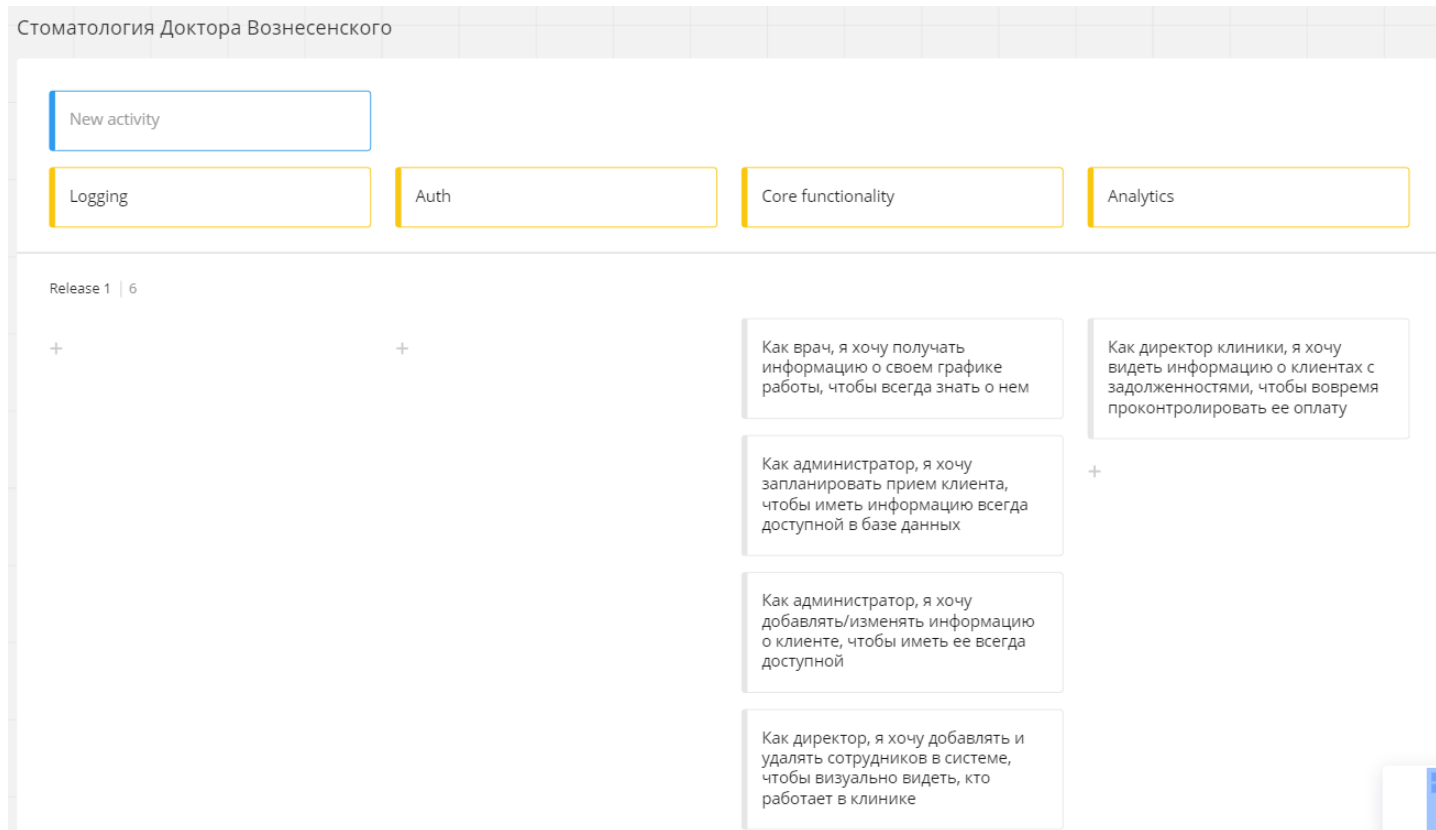 Стоматология Доктора Вознесенского
New activity
Logging
Auth
Core functionality
Analytics
Release 1 | 6
+
+
Как врач, я хочу получать
информацию о своем графике
работы, чтобы всегда знать о нем
Как администратор, я хочу
запланировать прием клиента,
чтобы иметь информацию всегда
доступной в базе данных
Как администратор, я хочу
добавлять/изменять информацию
о клиенте, чтобы иметь ее всегда
доступной
Как директор, я хочу добавлять и
удалять сотрудников в системе,
чтобы визуально видеть, кто
работает в клинике
Как директор клиники, я хочу
видеть информацию о клиентах с
задолженностями, чтобы вовремя
проконтролировать ее оплату
+